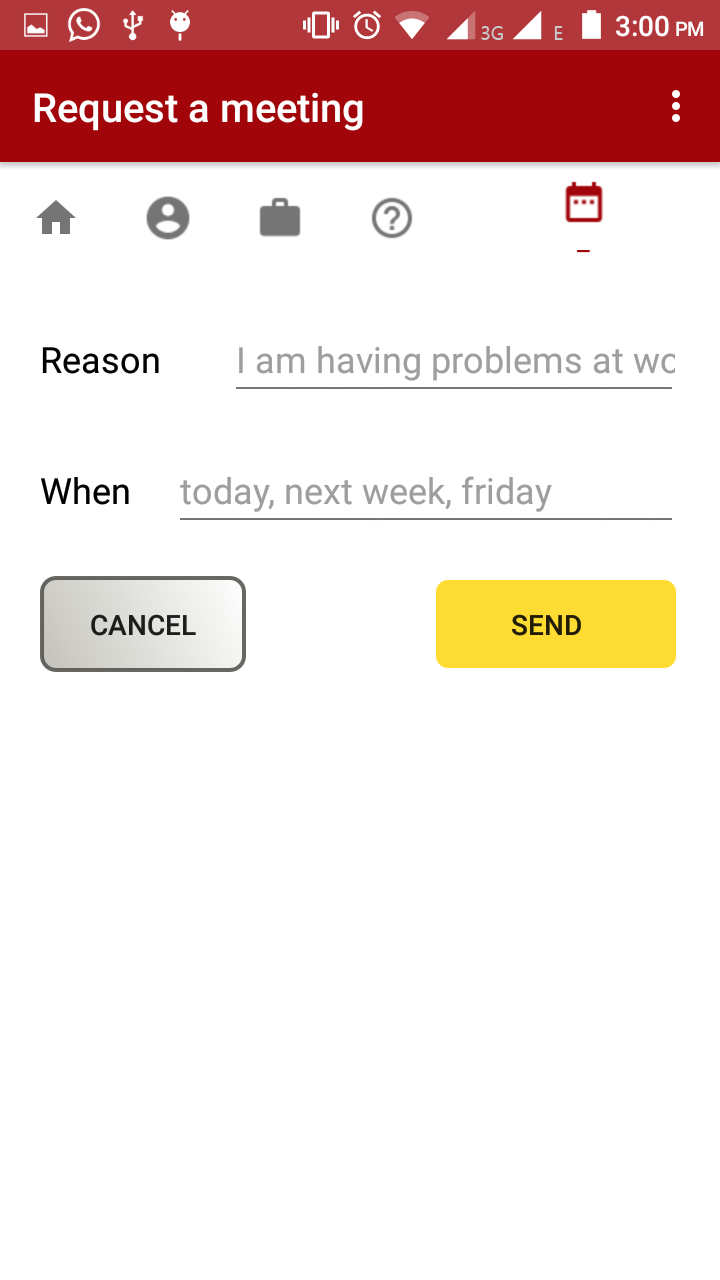 3G E 3:00 PM
Request a meeting
Reason I am having problems at wo
When today, next week, friday
CANCEL SEND